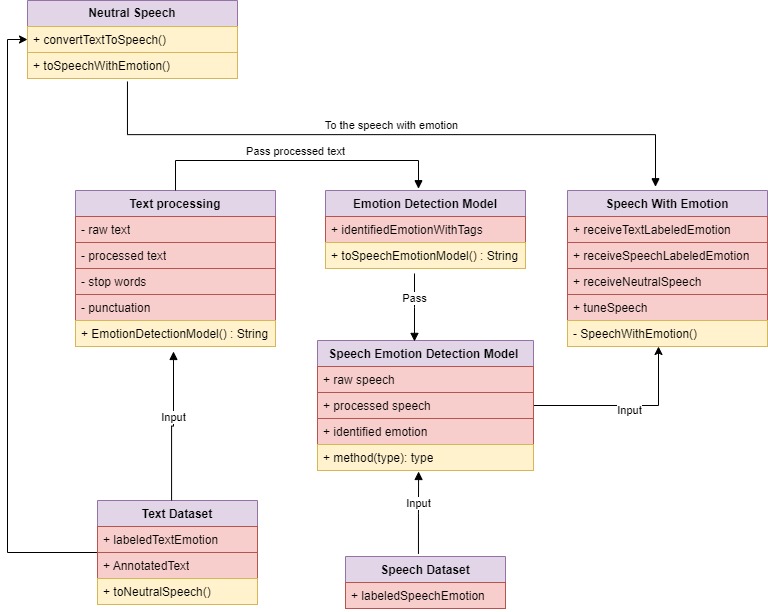 Neutral Speech
+ convertTextToSpeech()
+ toSpeechWithEmotion()
To the speech with emotion
Pass processed text
Text processing
- raw text
- processed text
- stop words
- punctuation
+ EmotionDetectionModel() : String
Emotion Detection Model
+ identifiedEmotionWithTags
+ toSpeechEmotionModel() : String
Speech With Emotion
+ receiveTextLabeledEmotion
+ receiveSpeechLabeledEmotion
+ receiveNeutralSpeech
+ tuneSpeech
- SpeechWithEmotion()
Pass
Speech Emotion Detection Model
+ raw speech
+ processed speech
+ identified emotion
+ method(type): type
Input
Input
Input
Text Dataset
+ labeledTextEmotion
+ AnnotatedText
+ toNeutralSpeech()
Speech Dataset
+ labeledSpeechEmotion